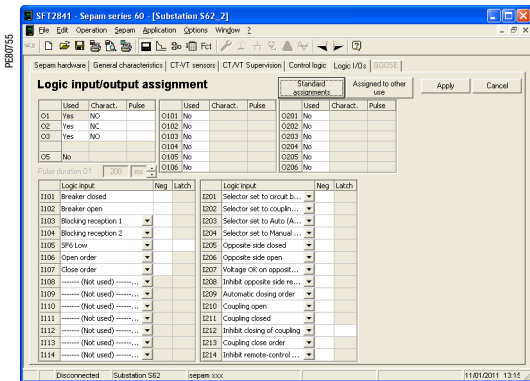 PE80755
SFT2841 - Sepam series 60 - [Substation S62_2]
File Edit Operation Sepam Application Options Window ?
Fct
Sepam hardware General characteristics CT-VT sensors CT/VT Supervision Control logic Logic I/Os GOOSE
Logic input/output assignment
Standard assignments
Assigned to other use
Apply Cancel
Used Charact. Pulse
O1 Yes NO
O2 Yes NC
O3 Yes NO
O5 No
Pulse duration O1 200 ms
Used Charact. Pulse
O101 No
O102 No
O103 No
O104 No
O105 No
O106 No
Used Charact. Pulse
O201 No
O202 No
O203 No
O204 No
O205 No
O206 No
Logic input Neg Latch
I101 Breaker closed
I102 Breaker open
I103 Blocking reception 1
I104 Blocking reception 2
I105 SF6 Low
I106 Open order
I107 Close order
I108 ------- (Not used) ------...
I109 ------- (Not used) ------...
I110 ------- (Not used) ------...
I111 ------- (Not used) ------...
I112 ------- (Not used) ------...
I113 ------- (Not used) ------...
I114 ------- (Not used) ------...
Logic input Neg Latch
I201 Selector set to circuit b...
I202 Selector set to couplin...
I203 Selector set to Auto (A...
I204 Selector set to Manual ...
I205 Opposite side closed
I206 Opposite side open
I207 Voltage OK on opposit...
I208 Inhibit opposite side re...
I209 Automatic closing order
I210 Coupling open
I211 Coupling closed
I212 Inhibit closing of coupling
I213 Coupling close order
I214 Inhibit remote-control ...
Disconnected Substation S62 sepam xxx 11/01/2011 13:15